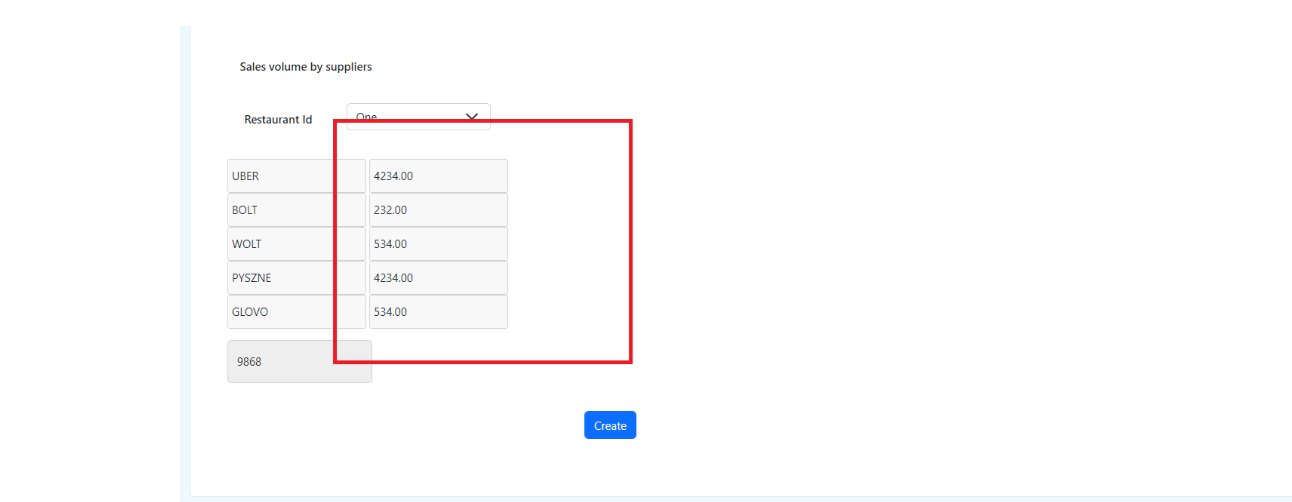 Sales volume by suppliers
Restaurant Id One
UBER 4234.00
BOLT 232.00
WOLT 534.00
PYSZNE 4234.00
GLOVO 534.00
9868
Create